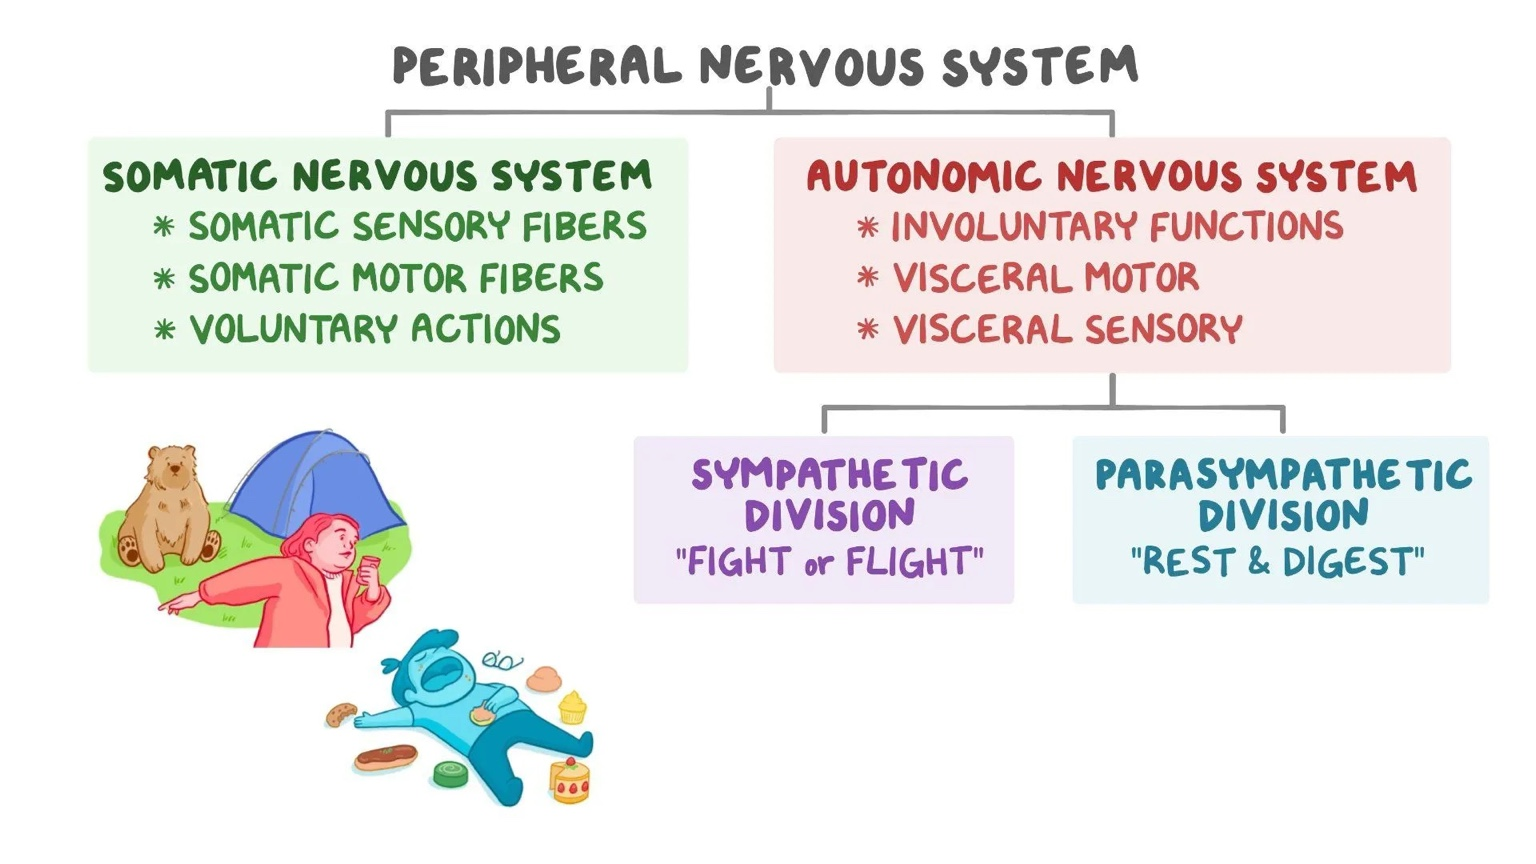 PERIPHERAL NERVOUS SYSTEM
SOMATIC NERVOUS SYSTEM
* SOMATIC SENSORY FIBERS
* SOMATIC MOTOR FIBERS
* VOLUNTARY ACTIONS
AUTONOMIC NERVOUS SYSTEM
* INVOLUNTARY FUNCTIONS
* VISCERAL MOTOR
* VISCERAL SENSORY
SYMPATHETIC
DIVISION
"FIGHT or FLIGHT"
PARASYMPATHETIC
DIVISION
"REST & DIGEST"